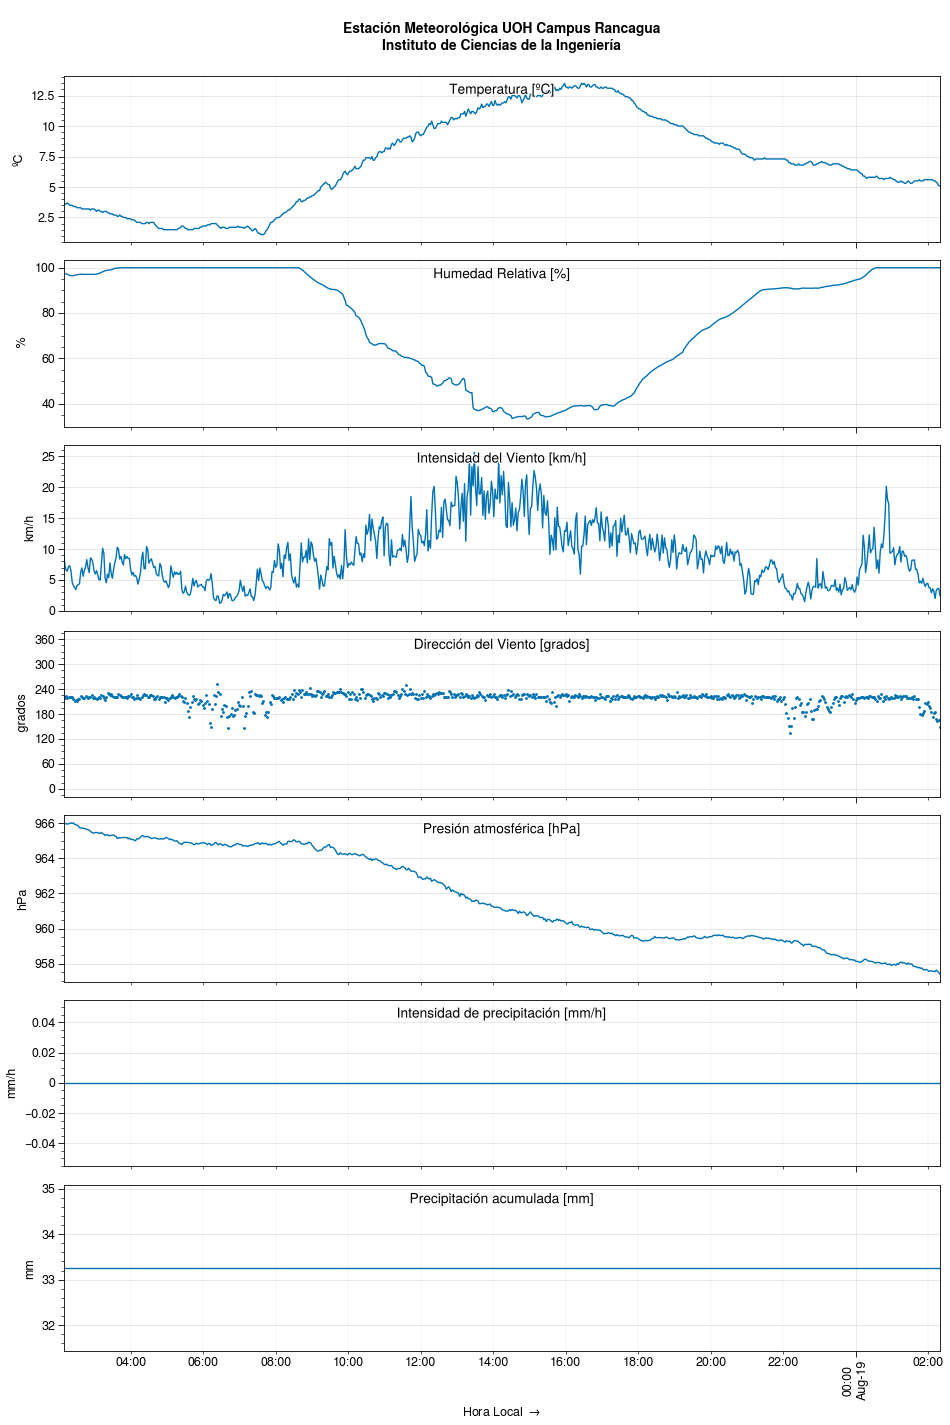 Estación Meteorológica UOH Campus Rancagua
Instituto de Ciencias de la Ingeniería
Temperatura [ºC]
12.5
10
7.5
5
2.5
ºC
Humedad Relativa [%]
100
80
60
40
%
Intensidad del Viento [km/h]
25
20
15
10
5
0
km/h
Dirección del Viento [grados]
360
300
240
180
120
60
0
grados
Presión atmosférica [hPa]
966
964
962
960
958
hPa
Intensidad de precipitación [mm/h]
0.04
0.02
0
−0.02
−0.04
mm/h
Precipitación acumulada [mm]
35
34
33
32
mm
04:00 06:00 08:00 10:00 12:00 14:00 16:00 18:00 20:00 22:00 00:00 02:00
Aug-19
Hora Local →